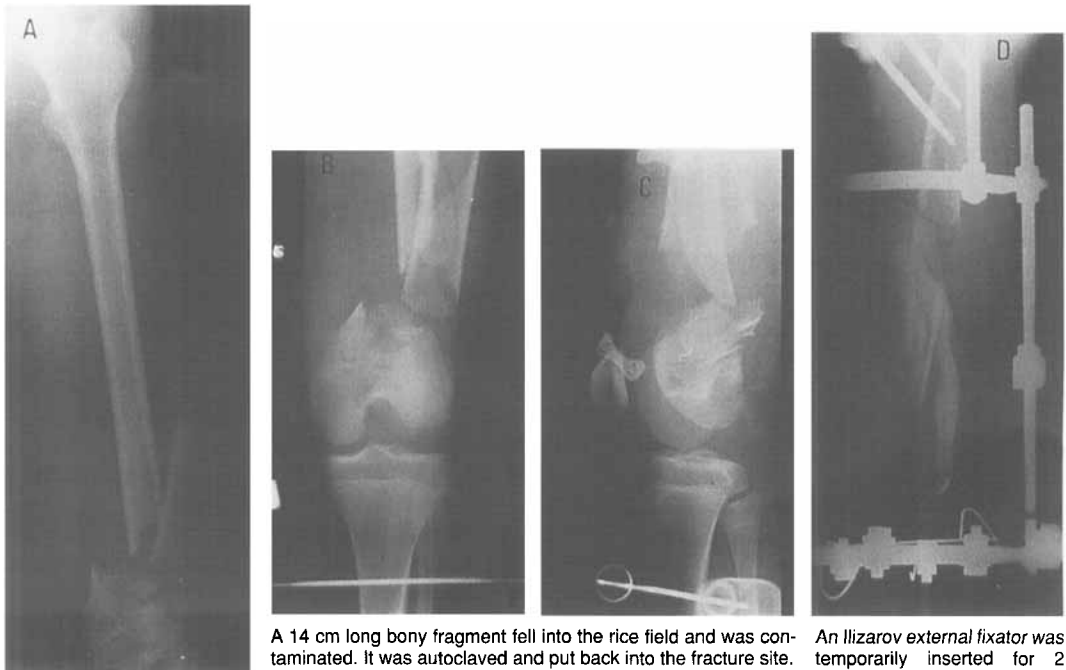 A
B
C
D
A 14 cm long bony fragment fell into the rice field and was con-
taminated. It was autoclaved and put back into the fracture site.
An Ilizarov external fixator was
temporarily inserted for 2